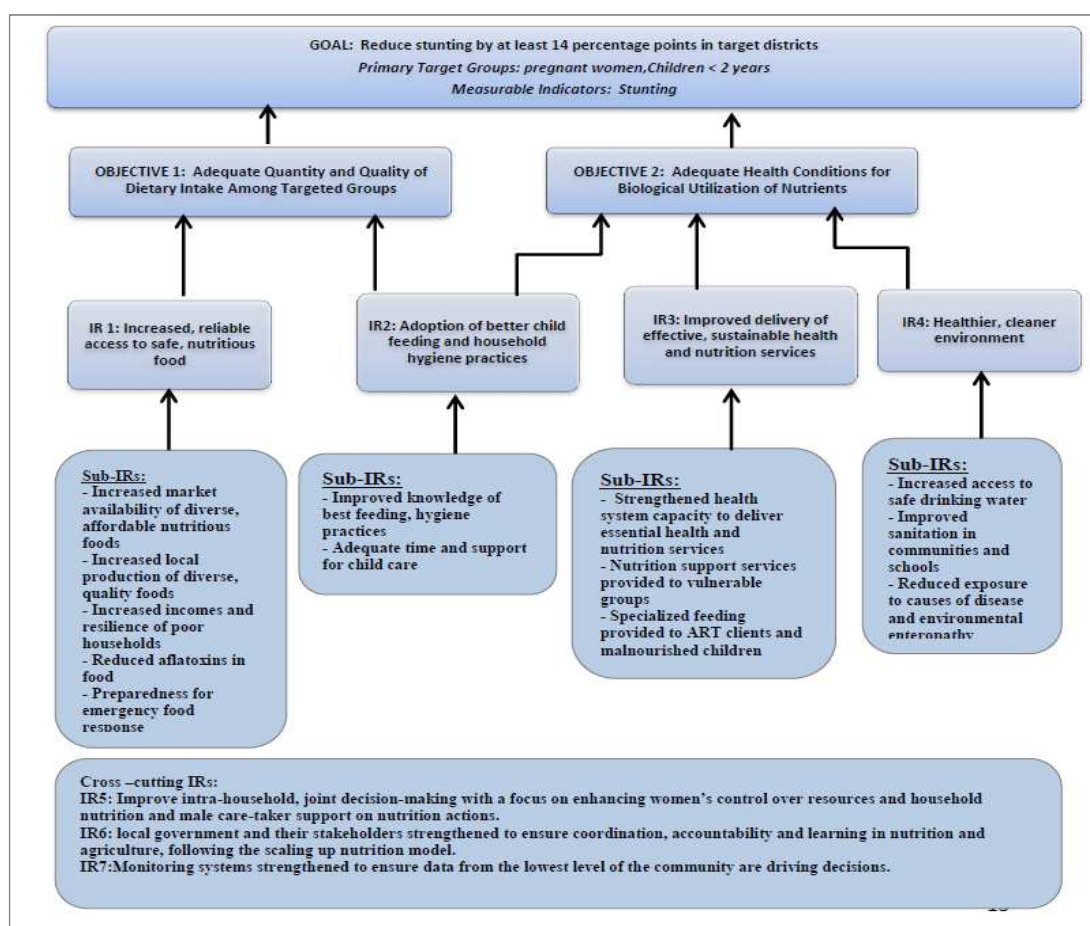 GOAL: Reduce stunting by at least 14 percentage points in target districts
Primary Target Groups: pregnant women,Children < 2 years
Measurable Indicators: Stunting
OBJECTIVE 1: Adequate Quantity and Quality of
Dietary Intake Among Targeted Groups
OBJECTIVE 2: Adequate Health Conditions for
Biological Utilization of Nutrients
IR 1: Increased, reliable
access to safe, nutritious
food
IR2: Adoption of better child
feeding and household
hygiene practices
IR3: Improved delivery of
effective, sustainable health
and nutrition services
IR4: Healthier, cleaner
environment
Sub-IRs:
- Increased market
availability of diverse,
affordable nutritious
foods
- Increased local
production of diverse,
quality foods
- Increased incomes and
resilience of poor
households
- Reduced aflatoxins in
food
- Preparedness for
emergency food
response
Sub-IRs:
- Improved knowledge of
best feeding, hygiene
practices
- Adequate time and support
for child care
Sub-IRs:
- Strengthened health
system capacity to deliver
essential health and
nutrition services
- Nutrition support services
provided to vulnerable
groups
- Specialized feeding
provided to ART clients and
malnourished children
Sub-IRs:
- Increased access to
safe drinking water
- Improved
sanitation in
communities and
schools
- Reduced exposure
to causes of disease
and environmental
enteropathy
Cross –cutting IRs:
IR5: Improve intra-household, joint decision-making with a focus on enhancing women’s control over resources and household
nutrition and male care-taker support on nutrition actions.
IR6: local government and their stakeholders strengthened to ensure coordination, accountability and learning in nutrition and
agriculture, following the scaling up nutrition model.
IR7:Monitoring systems strengthened to ensure data from the lowest level of the community are driving decisions.